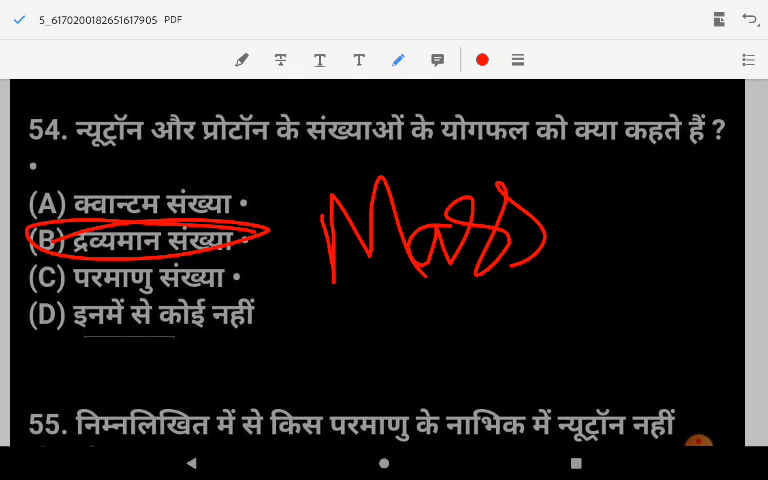 5_6170200182651617905 PDF
54. न्यूट्रॉन और प्रोटॉन के संख्याओं के योगफल को क्या कहते हैं ?
•
(A) क्वान्टम संख्या •
(B) द्रव्यमान संख्या •
(C) परमाणु संख्या •
(D) इनमें से कोई नहीं
Mass
55. निम्नलिखित में से किस परमाणु के नाभिक में न्यूट्रॉन नहीं